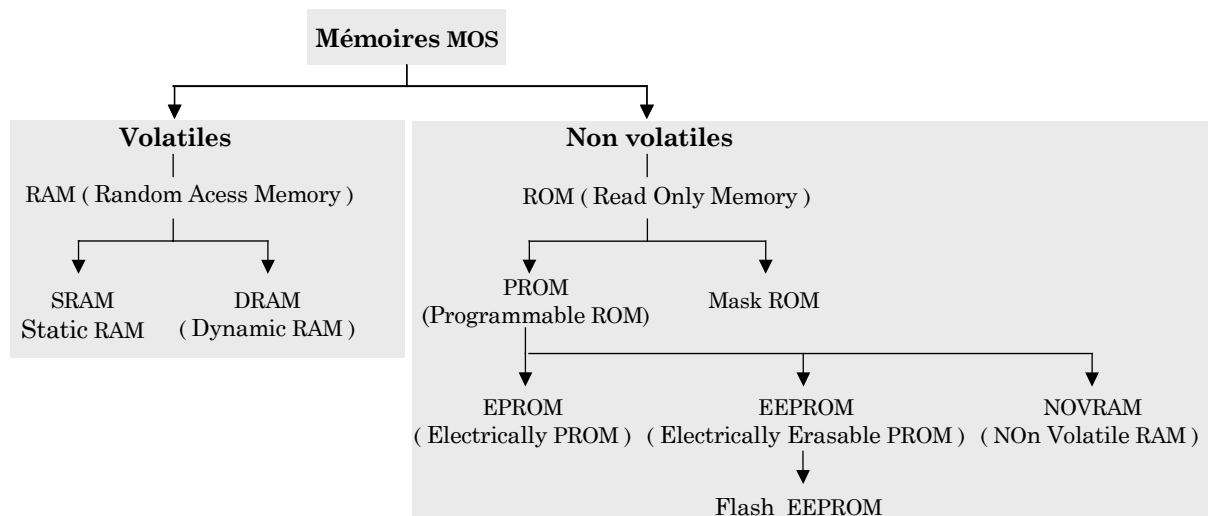 Mémoires MOS
Volatiles
RAM ( Random Acess Memory )
SRAM
Static RAM
DRAM
( Dynamic RAM )
Non volatiles
ROM ( Read Only Memory )
PROM
(Programmable ROM)
Mask ROM
EPROM
( Electrically PROM )
EEPROM
( Electrically Erasable PROM )
NOVRAM
( NOn Volatile RAM )
Flash EEPROM